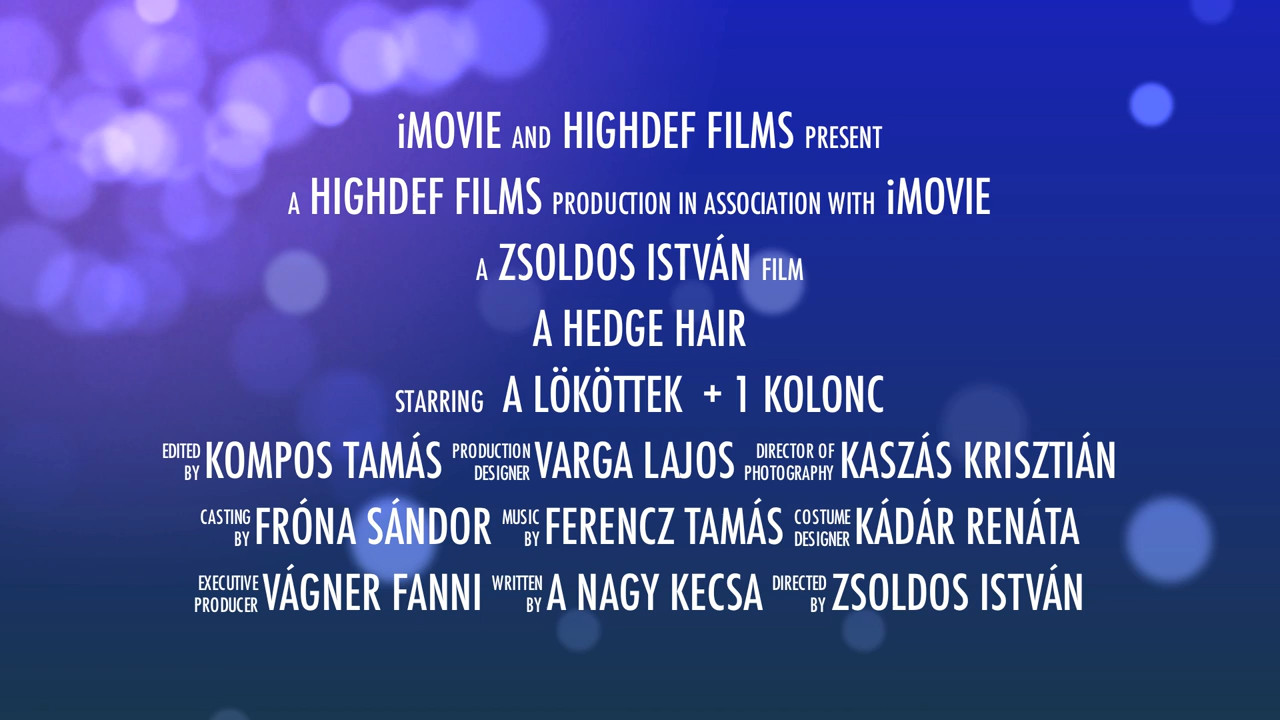 iMOVIE AND HIGHDEF FILMS PRESENT
A HIGHDEF FILMS PRODUCTION IN ASSOCIATION WITH iMOVIE
A ZSOLDOS ISTVÁN FILM
A HEDGE HAIR
STARRING A LÖKÖTTEK + 1 KOLONC
EDITED BY KOMPOS TAMÁS PRODUCTION DESIGNER VARGA LAJOS DIRECTOR OF PHOTOGRAPHY KASZÁS KRISZTIÁN
CASTING BY FRÓNA SÁNDOR MUSIC BY FERENCZ TAMÁS COSTUME DESIGNER KÁDÁR RENÁTA
EXECUTIVE PRODUCER VÁGNER FANNI WRITTEN BY A NAGY KECSA DIRECTED BY ZSOLDOS ISTVÁN